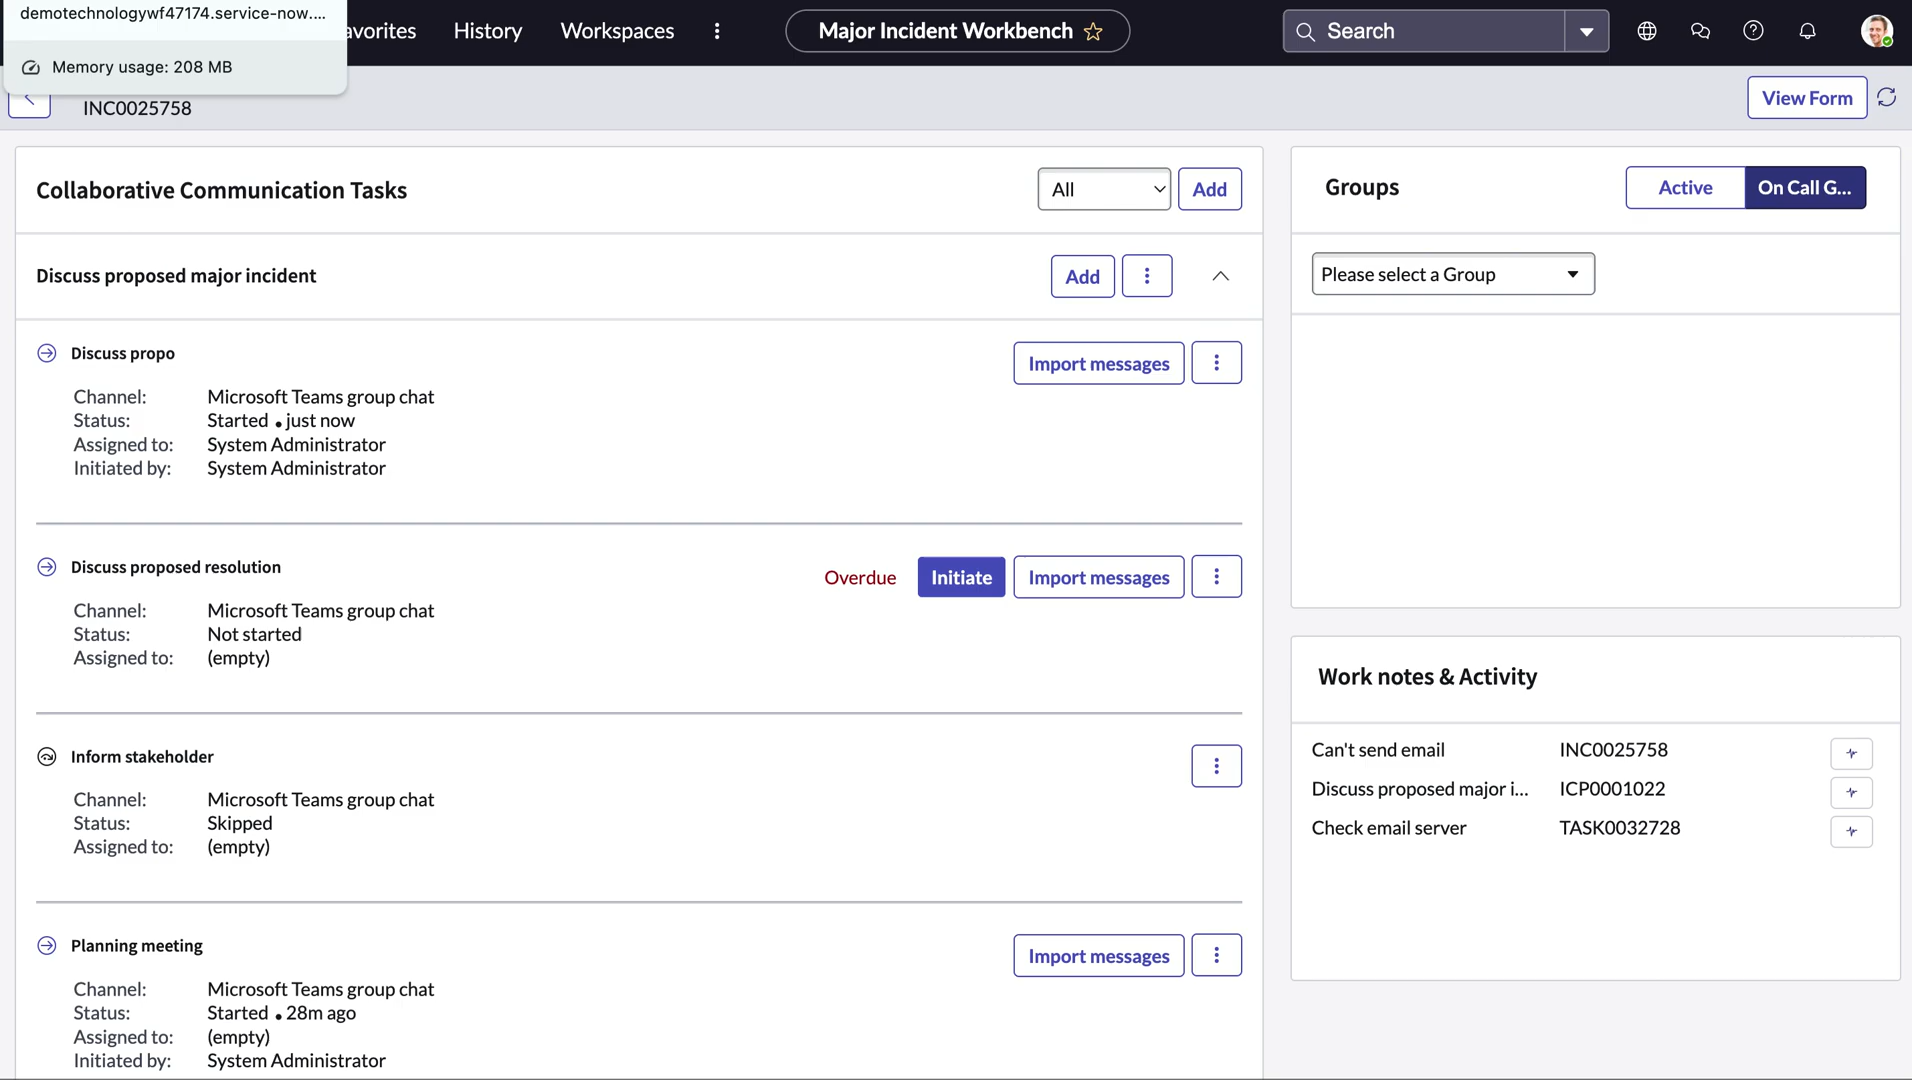 demotechnologywf47174.service-now....
Memory usage: 208 MB
avorites
History
Workspaces
Major Incident Workbench
Search
INC0025758
View Form
Collaborative Communication Tasks
All
Add
Discuss proposed major incident
Add
Discuss propo
Import messages
Channel: Microsoft Teams group chat
Status: Started • just now
Assigned to: System Administrator
Initiated by: System Administrator
Discuss proposed resolution
Overdue
Initiate
Import messages
Channel: Microsoft Teams group chat
Status: Not started
Assigned to: (empty)
Inform stakeholder
Channel: Microsoft Teams group chat
Status: Skipped
Assigned to: (empty)
Planning meeting
Import messages
Channel: Microsoft Teams group chat
Status: Started • 28m ago
Assigned to: (empty)
Initiated by: System Administrator
Groups
Active
On Call G...
Please select a Group
Work notes & Activity
Can't send email INC0025758
Discuss proposed major i... ICP0001022
Check email server TASK0032728